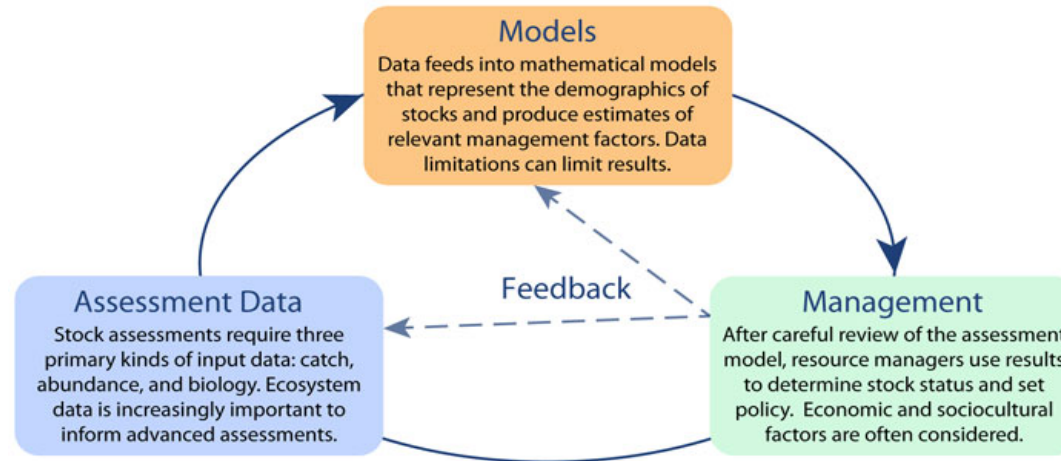 Models
Data feeds into mathematical models
that represent the demographics of
stocks and produce estimates of
relevant management factors. Data
limitations can limit results.
Feedback
Assessment Data
Stock assessments require three
primary kinds of input data: catch,
abundance, and biology. Ecosystem
data is increasingly important to
inform advanced assessments.
Management
After careful review of the assessment
model, resource managers use results
to determine stock status and set
policy. Economic and sociocultural
factors are often considered.